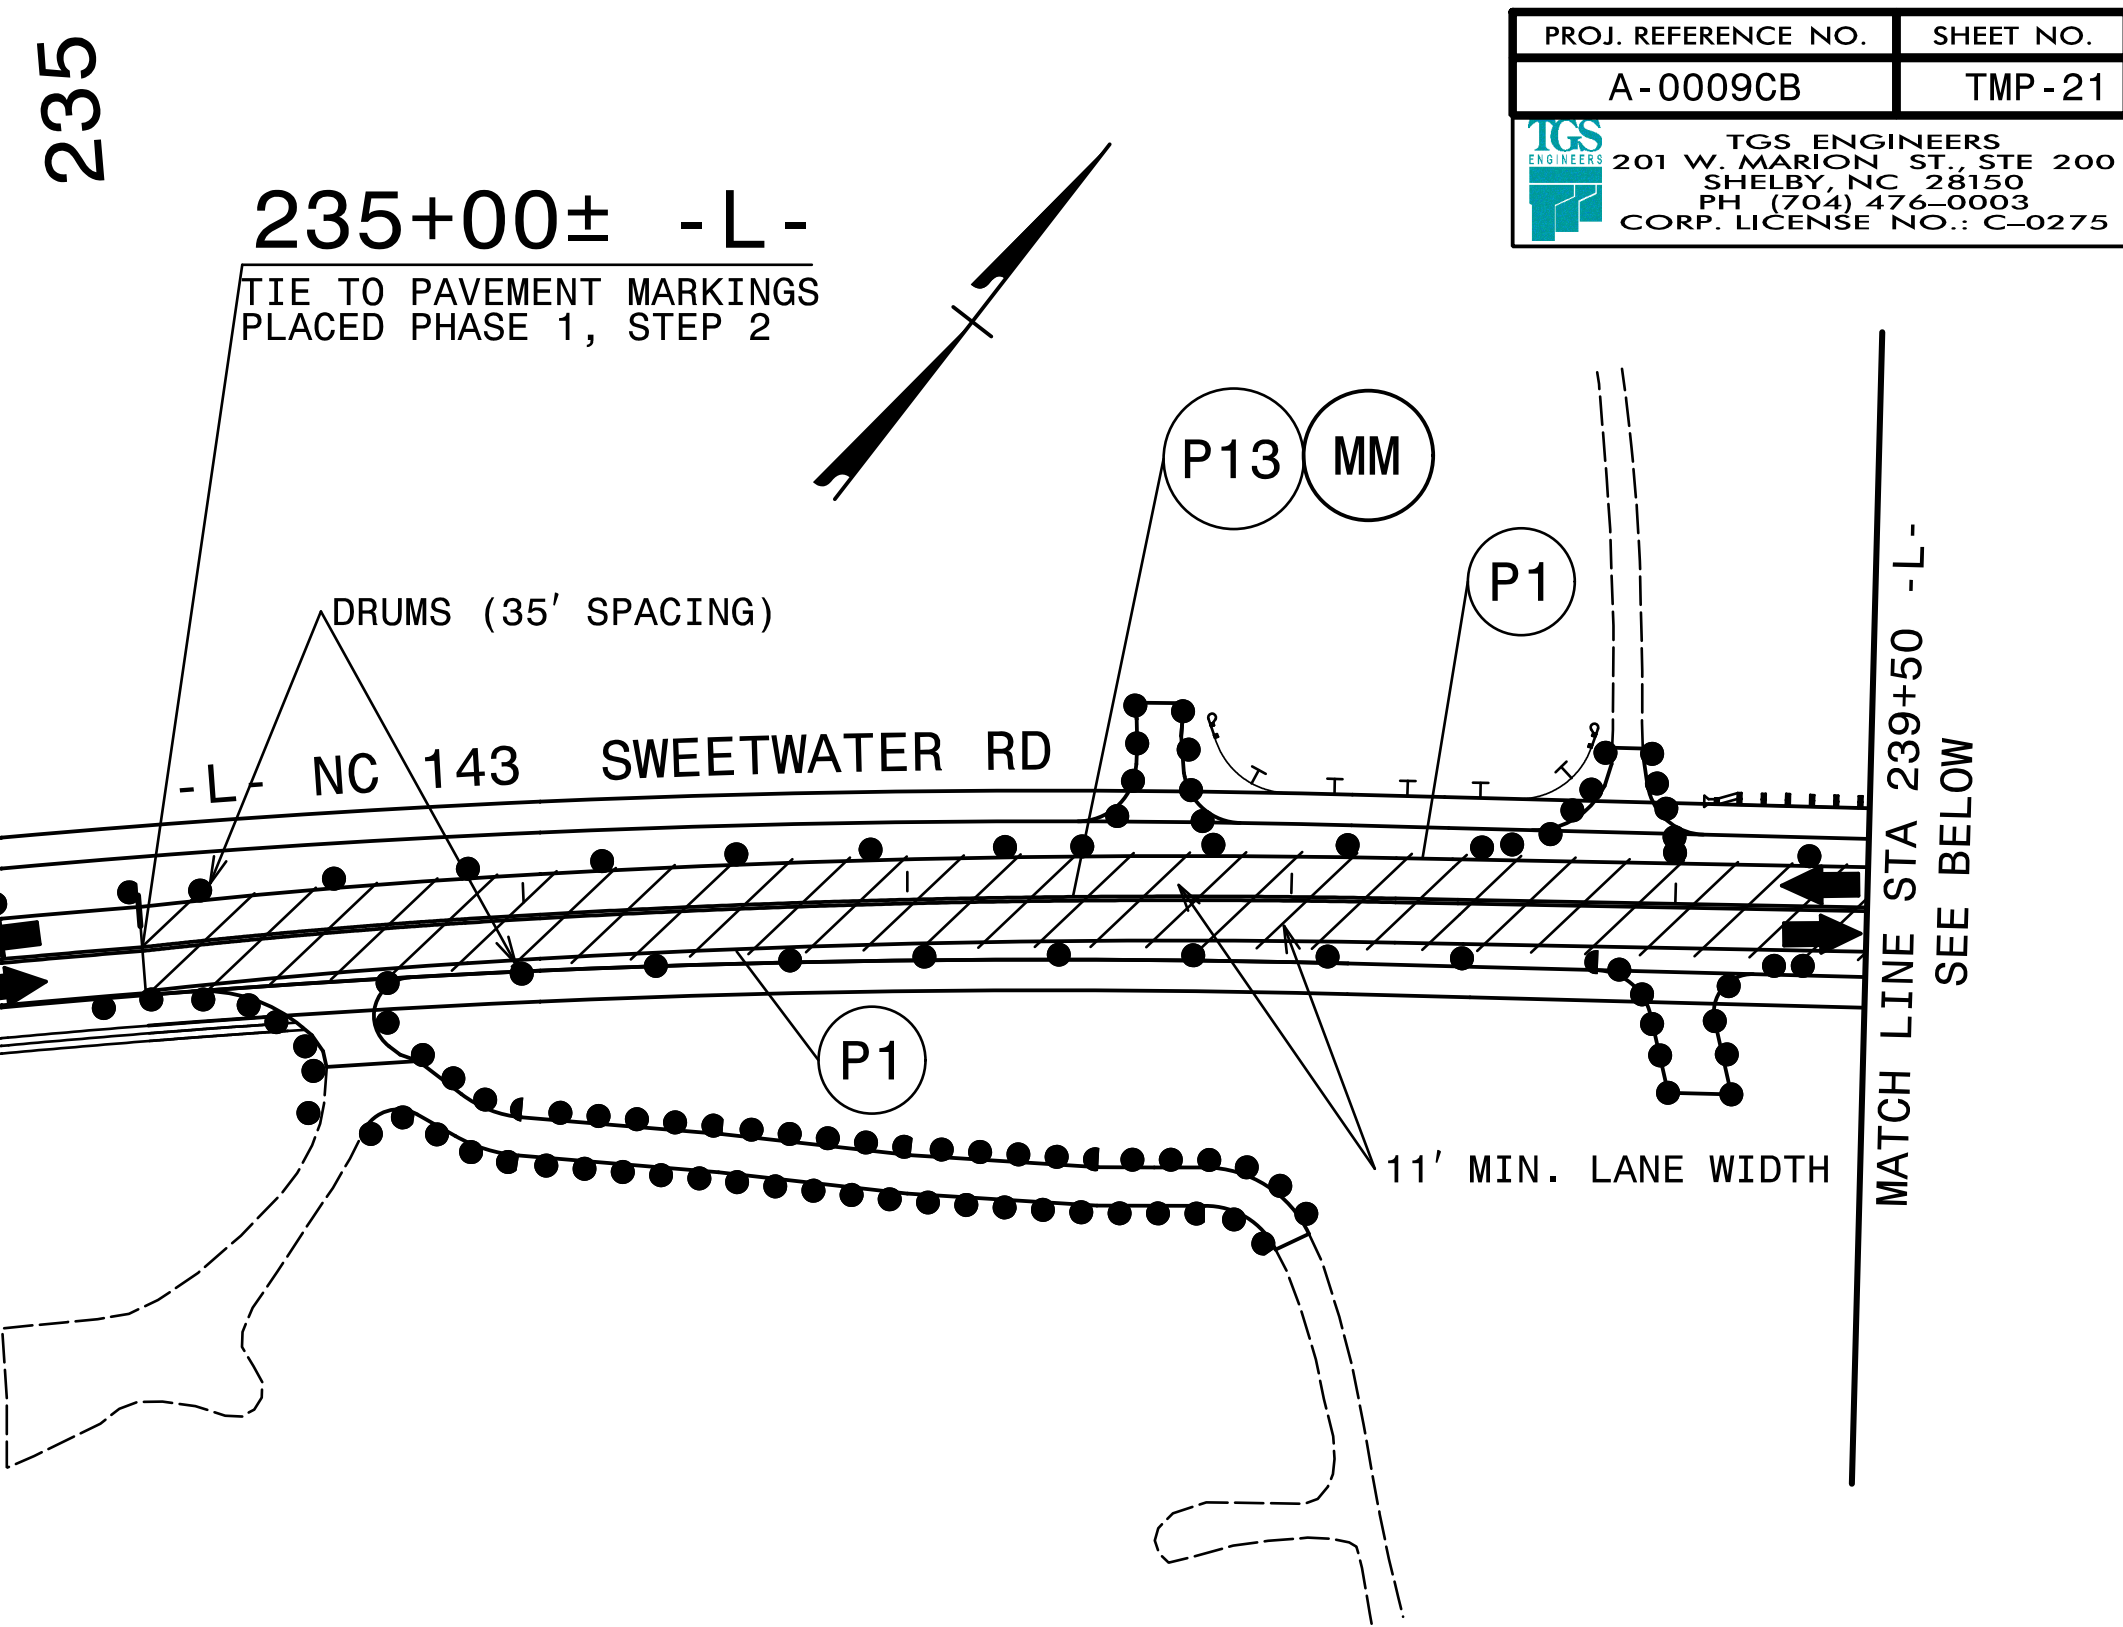 235
PROJ. REFERENCE NO.
SHEET NO.
A-0009CB
TMP-21
TGS
ENGINEERS
TGS ENGINEERS
201 W. MARION ST., STE 200
SHELBY, NC 28150
PH (704) 476-0003
CORP. LICENSE NO.: C-0275
235+00± -L-
TIE TO PAVEMENT MARKINGS
PLACED PHASE 1, STEP 2
P13
MM
P1
DRUMS (35' SPACING)
-L- NC 143 SWEETWATER RD
P1
11' MIN. LANE WIDTH
MATCH LINE STA 239+50 -L-
SEE BELOW